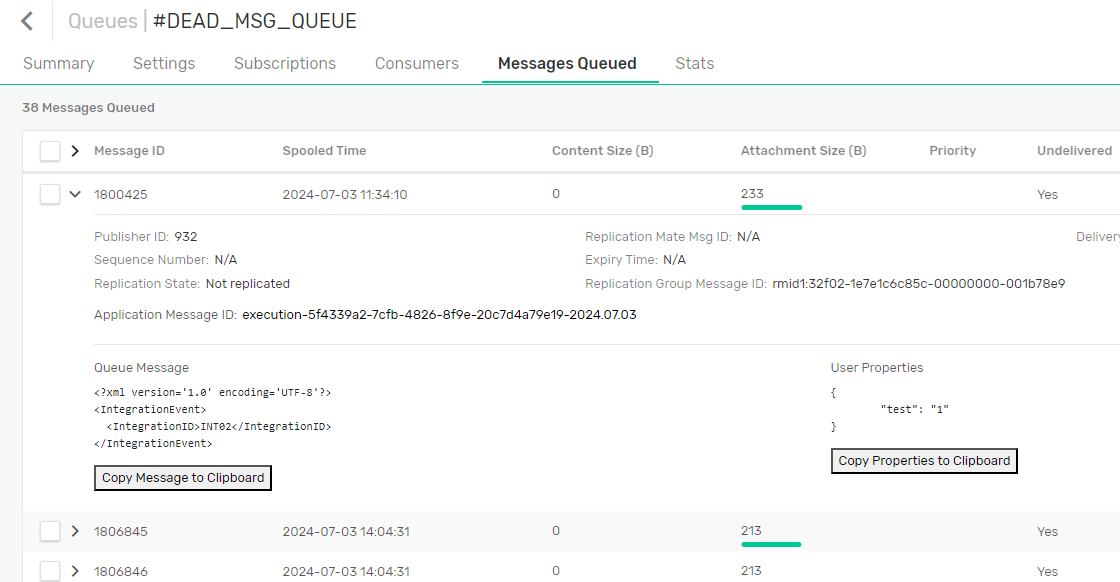 Queues | #DEAD_MSG_QUEUE
Summary Settings Subscriptions Consumers Messages Queued Stats
38 Messages Queued
Message ID Spooled Time Content Size (B) Attachment Size (B) Priority Undelivered
1800425 2024-07-03 11:34:10 0 233 Yes
Publisher ID: 932 Replication Mate Msg ID: N/A Delivery
Sequence Number: N/A Expiry Time: N/A
Replication State: Not replicated Replication Group Message ID: rmid1:32f02-1e7e1c6c85c-00000000-001b78e9
Application Message ID: execution-5f4339a2-7cfb-4826-8f9e-20c7d4a79e19-2024.07.03
Queue Message User Properties
<?xml version='1.0' encoding='UTF-8'?> {
<IntegrationEvent> "test": "1"
<IntegrationID>INT02</IntegrationID> }
</IntegrationEvent>
Copy Message to Clipboard Copy Properties to Clipboard
1806845 2024-07-03 14:04:31 0 213 Yes
1806846 2024-07-03 14:04:31 0 213 Yes